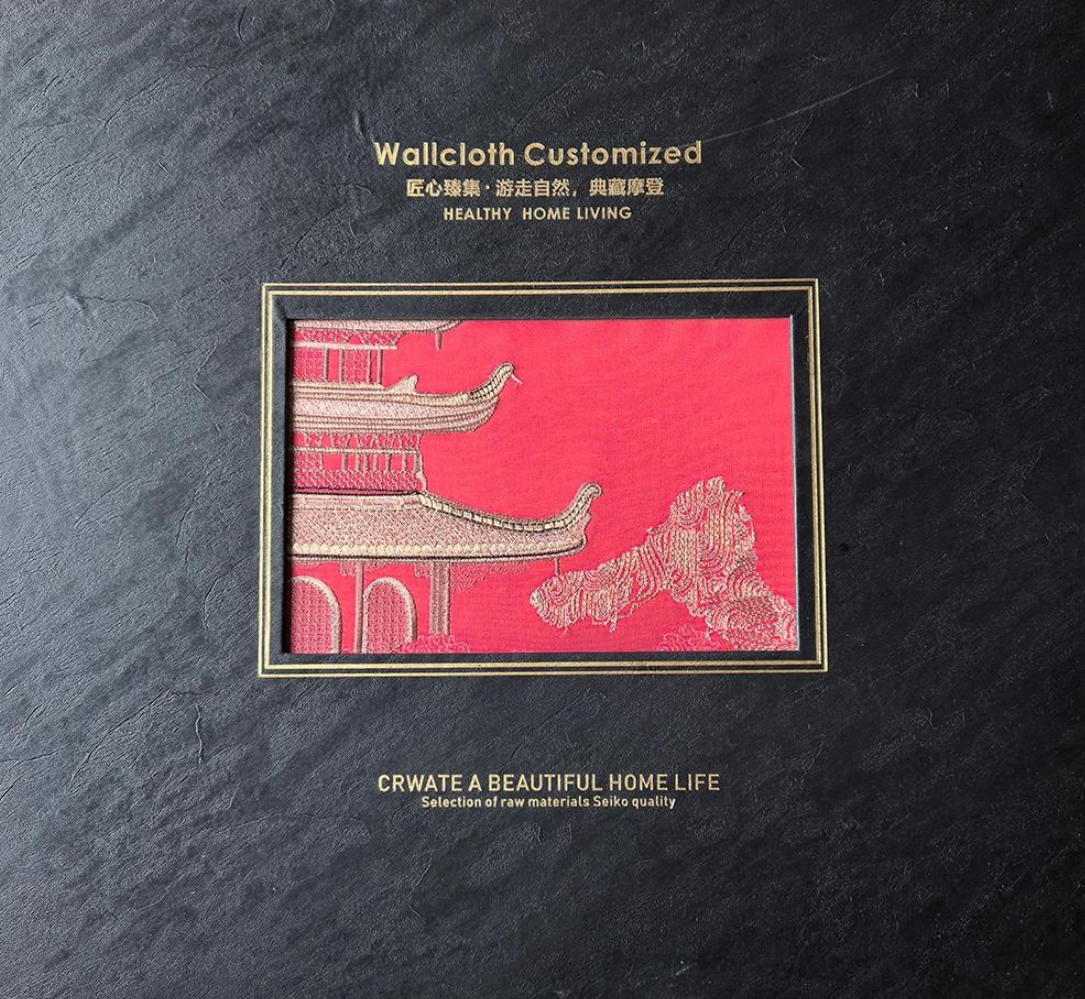 Wallcloth Customized
匠心臻集·游走自然，典藏摩登
HEALTHY HOME LIVING
CRWATE A BEAUTIFUL HOME LIFE
Selection of raw materials Seiko quality